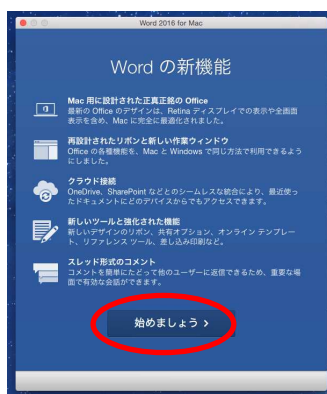 Word 2016 for Mac
Word の新機能
Mac 用に設計された正真正銘の Office
最新の Office のデザインは、Retina ディスプレイでの表示や全画面
表示を含め、Mac に完全に最適化されました。
再設計されたリボンと新しい作業ウィンドウ
Office の各種機能を、Mac と Windows で同じ方法で利用できるよう
にしました。
クラウド接続
OneDrive、SharePoint などとのシームレスな統合により、最近使っ
たドキュメントにどのデバイスからでもアクセスできます。
新しいツールと強化された機能
新しいデザインのリボン、共有オプション、オンライン テンプレー
ト、リファレンス ツール、差し込み印刷など。
スレッド形式のコメント
コメントを簡単にたどって他のユーザーに返信できるため、重要な場
面で有効な会話ができます。
始めましょう >